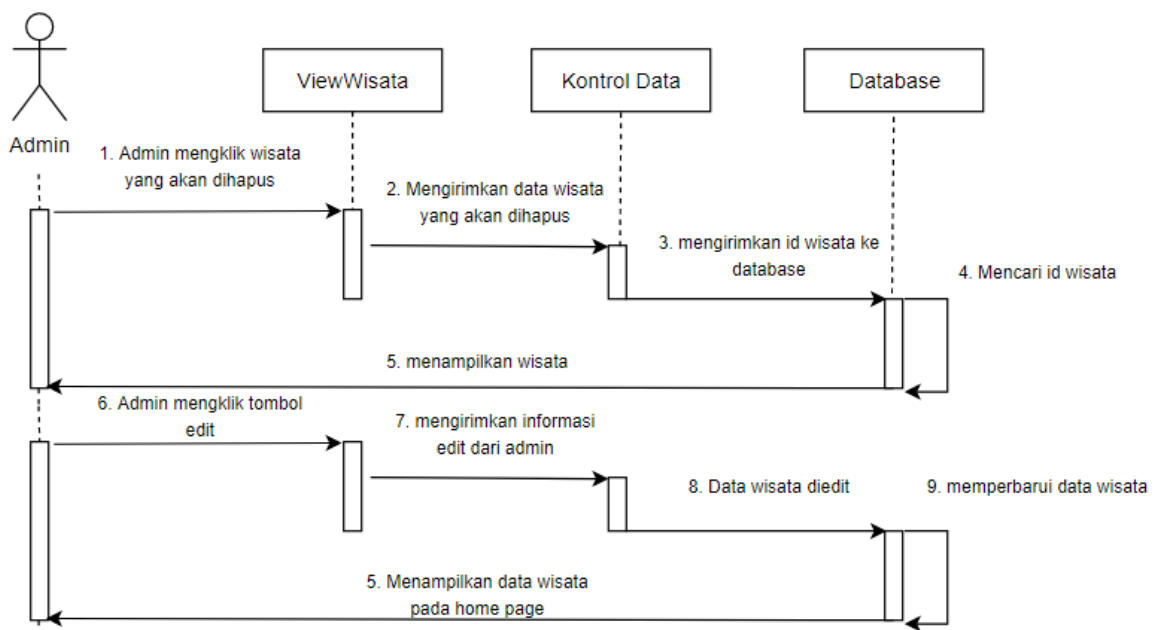 ViewWisata
Kontrol Data
Database
Admin
1. Admin mengklik wisata
yang akan dihapus
2. Mengirimkan data wisata
yang akan dihapus
3. mengirimkan id wisata ke
database
4. Mencari id wisata
5. menampilkan wisata
6. Admin mengklik tombol
edit
7. mengirimkan informasi
edit dari admin
8. Data wisata diedit
9. memperbarui data wisata
5. Menampilkan data wisata
pada home page